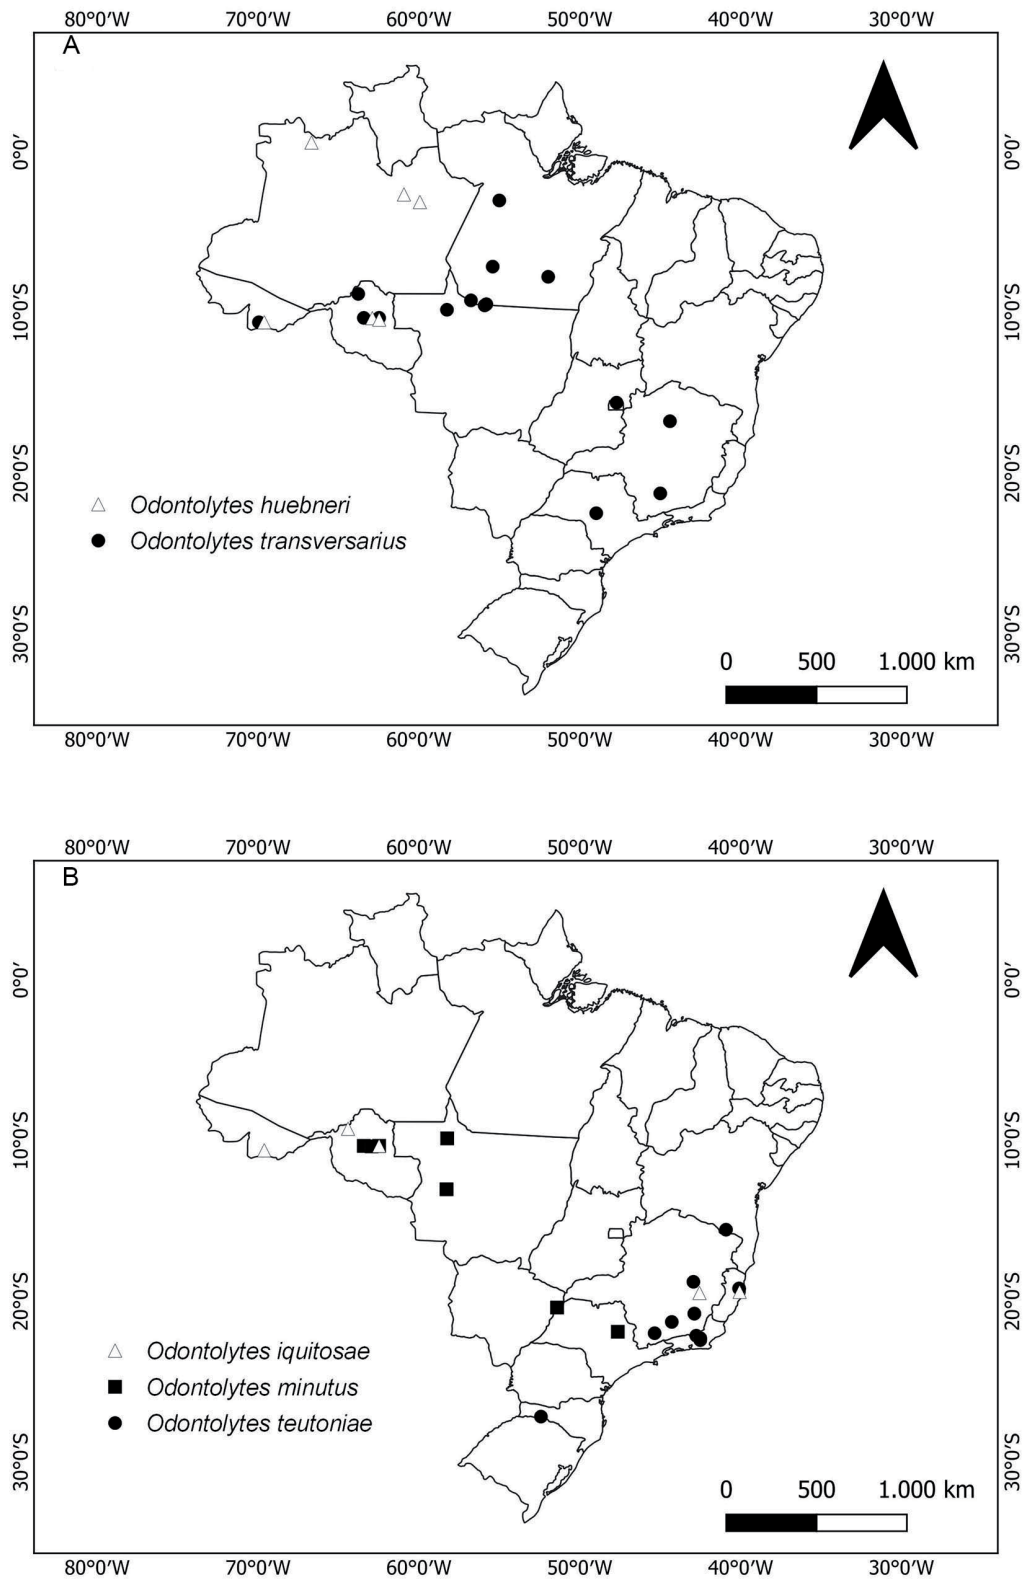 80°0′W 70°0′W 60°0′W 50°0′W 40°0′W 30°0′W
A
0°0′ 0°0′
10°0′S 10°0′S
20°0′S 20°0′S
Odontolytes huebneri
Odontolytes transversarius
30°0′S 30°0′S
0 500 1.000 km
80°0′W 70°0′W 60°0′W 50°0′W 40°0′W 30°0′W
80°0′W 70°0′W 60°0′W 50°0′W 40°0′W 30°0′W
B
0°0′ 0°0′
10°0′S 10°0′S
20°0′S 20°0′S
Odontolytes iquitosae
Odontolytes minutus
Odontolytes teutoniae
30°0′S 30°0′S
0 500 1.000 km
80°0′W 70°0′W 60°0′W 50°0′W 40°0′W 30°0′W